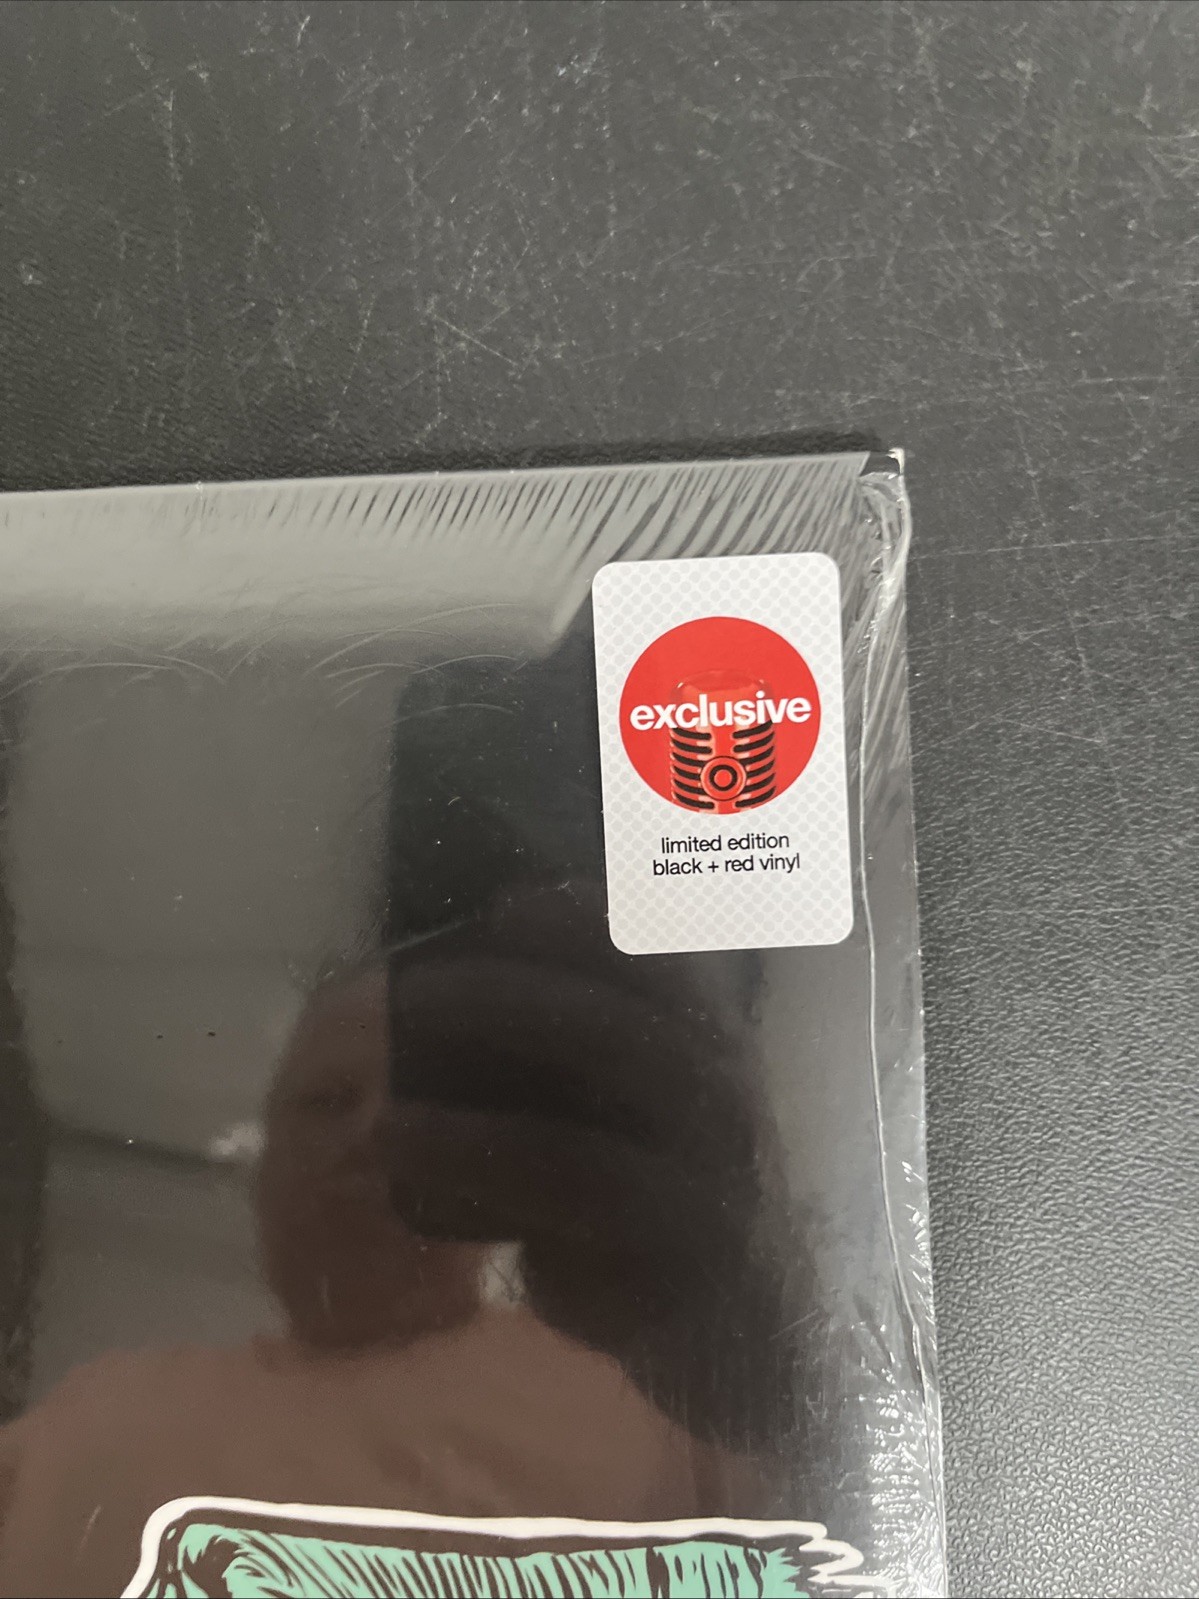 exclusive
limited edition
black + red vinyl